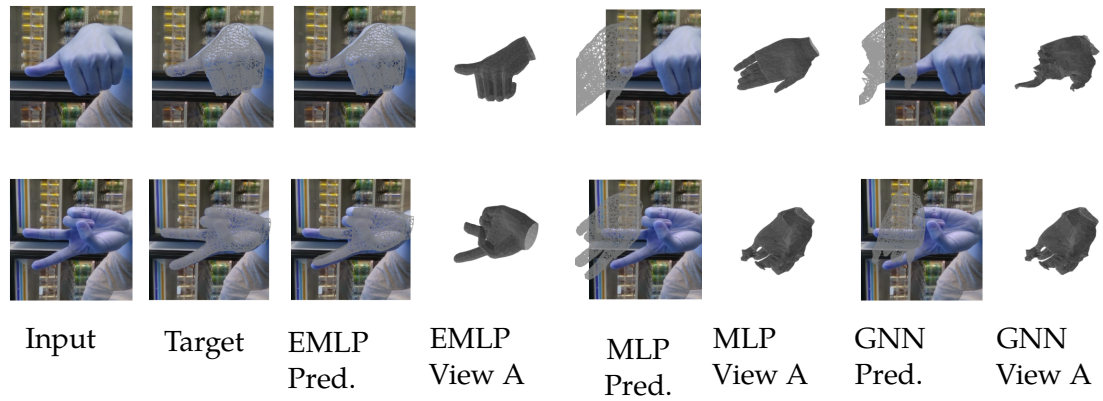 Input
Target
EMLP
Pred.
EMLP
View A
MLP
Pred.
MLP
View A
GNN
Pred.
GNN
View A